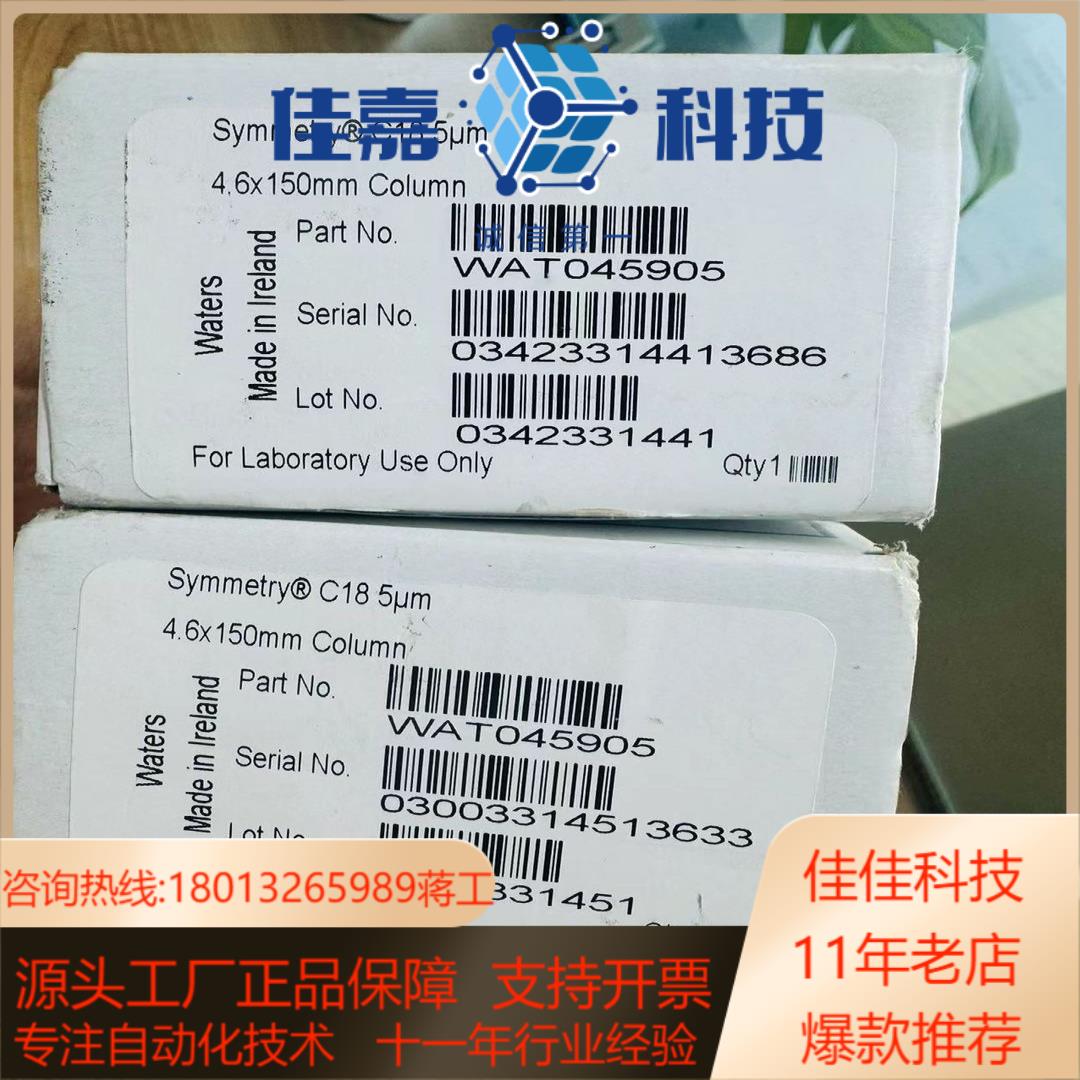 佳嘉科技
Symmetry® C18 5µm
4.6x150mm Column
诚信第一
Part No.
WAT045905
Waters
Made in Ireland
Serial No.
03423314413686
Lot No.
0342331441
For Laboratory Use Only
Qty 1
Symmetry® C18 5µm
4.6x150mm Column
Part No.
WAT045905
Waters
Made in Ireland
Serial No.
03003314513633
Lot No.
331451
咨询热线:18013265989蒋工
佳佳科技
11年老店
爆款推荐
源头工厂正品保障 支持开票
专注自动化技术 十一年行业经验